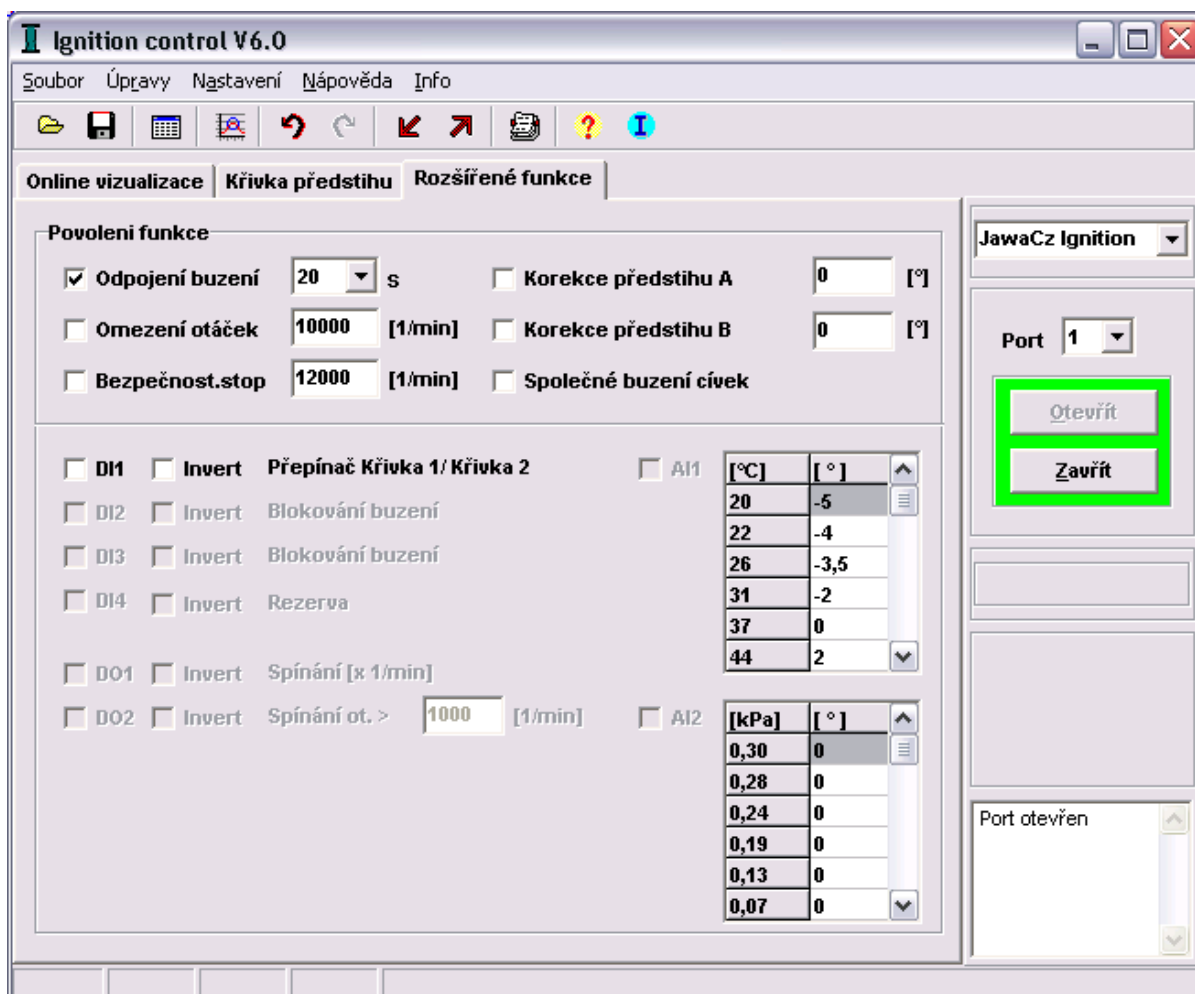 Ignition control V6.0
Soubor Úpravy Nastavení Nápověda Info
Online vizualizace Křivka předstihu Rozšířené funkce
Povoleni funkce
Odpojení buzení 20 s Korekce předstihu A 0 [°]
Omezení otáček 10000 [1/min] Korekce předstihu B 0 [°]
Bezpečnost.stop 12000 [1/min] Společné buzení cívek
DI1 Invert Přepínač Křivka 1/ Křivka 2 AI1
DI2 Invert Blokování buzení
DI3 Invert Blokování buzení
DI4 Invert Rezerva
DO1 Invert Spínání [x 1/min]
DO2 Invert Spínání ot. > 1000 [1/min] AI2
[°C] [ ° ]
20 -5
22 -4
26 -3,5
31 -2
37 0
44 2
[kPa] [ ° ]
0,30 0
0,28 0
0,24 0
0,19 0
0,13 0
0,07 0
JawaCz Ignition
Port 1
Otevřít
Zavřít
Port otevřen